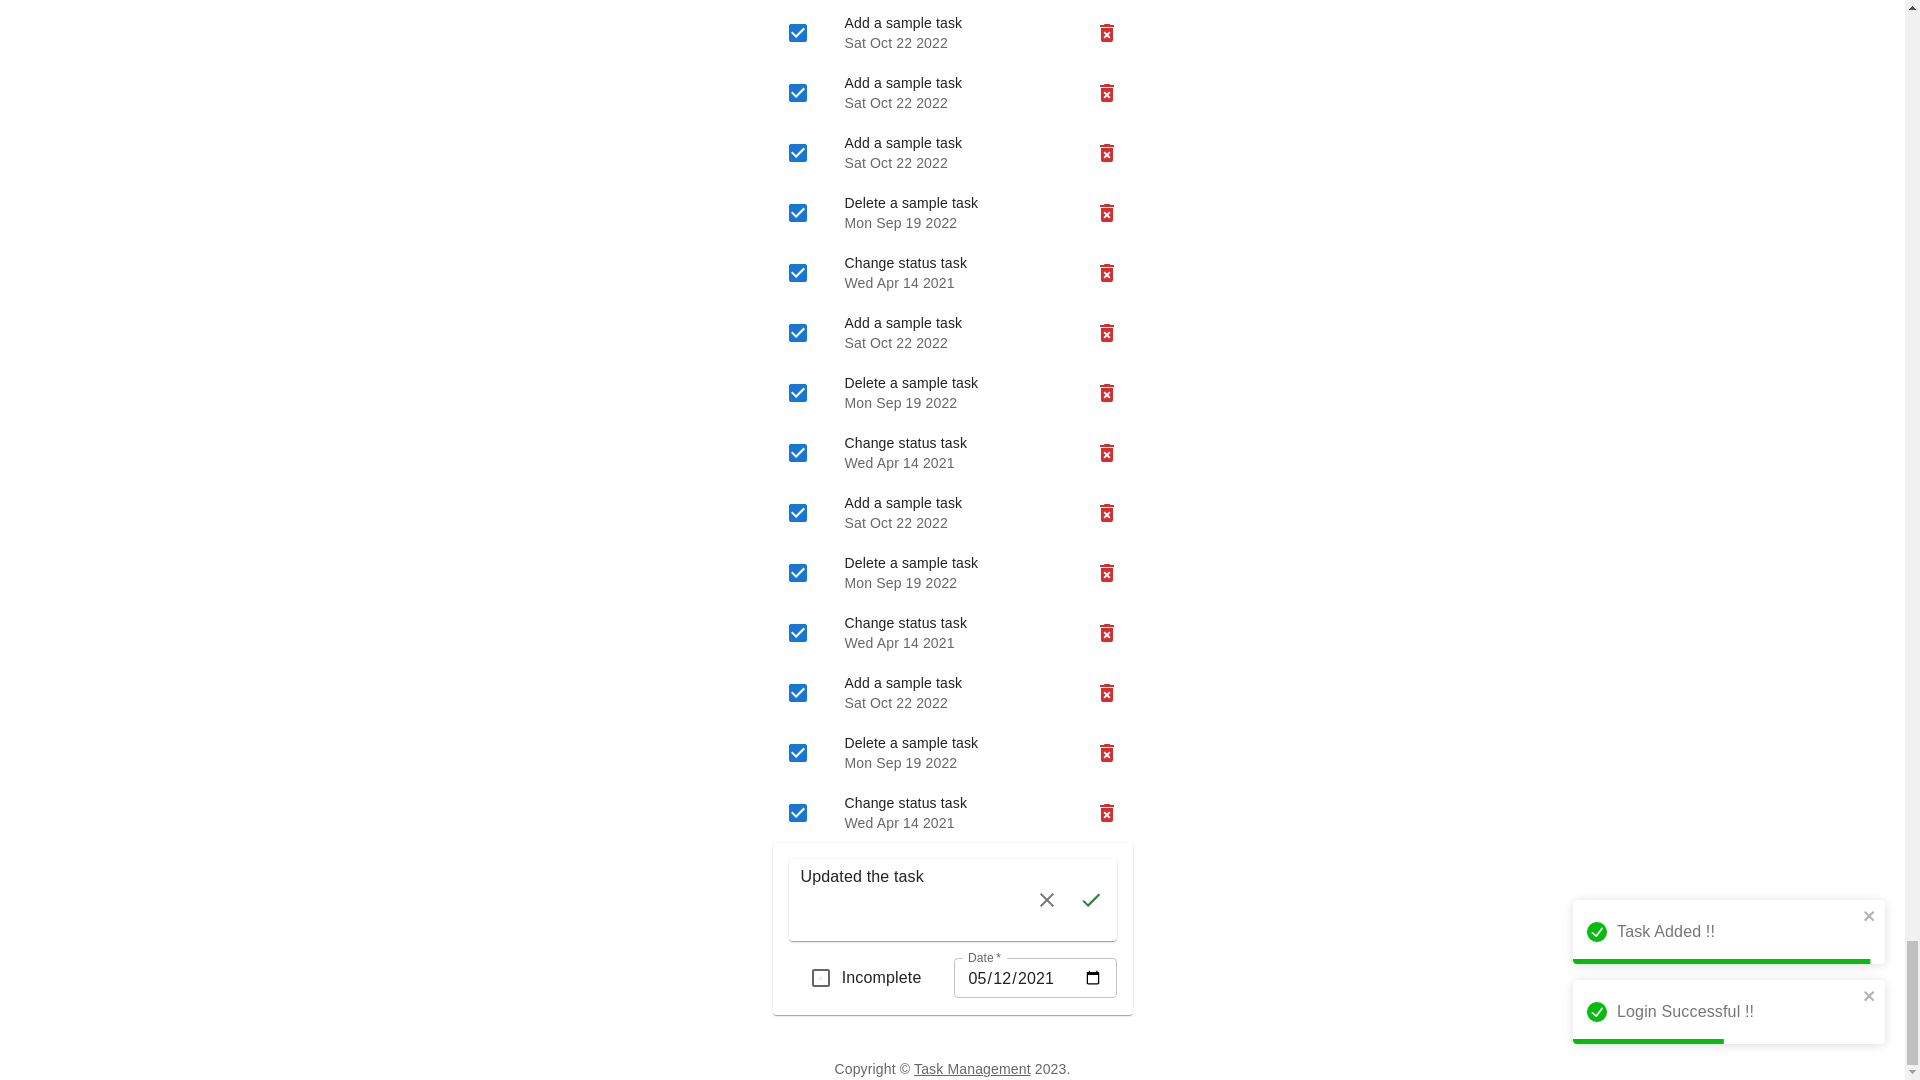 Add a sample task
Sat Oct 22 2022
Add a sample task
Sat Oct 22 2022
Add a sample task
Sat Oct 22 2022
Delete a sample task
Mon Sep 19 2022
Change status task
Wed Apr 14 2021
Add a sample task
Sat Oct 22 2022
Delete a sample task
Mon Sep 19 2022
Change status task
Wed Apr 14 2021
Add a sample task
Sat Oct 22 2022
Delete a sample task
Mon Sep 19 2022
Change status task
Wed Apr 14 2021
Add a sample task
Sat Oct 22 2022
Delete a sample task
Mon Sep 19 2022
Change status task
Wed Apr 14 2021
Updated the task
Date *
Incomplete
05/12/2021
Task Added !!
Login Successful !!
Copyright © Task Management 2023.